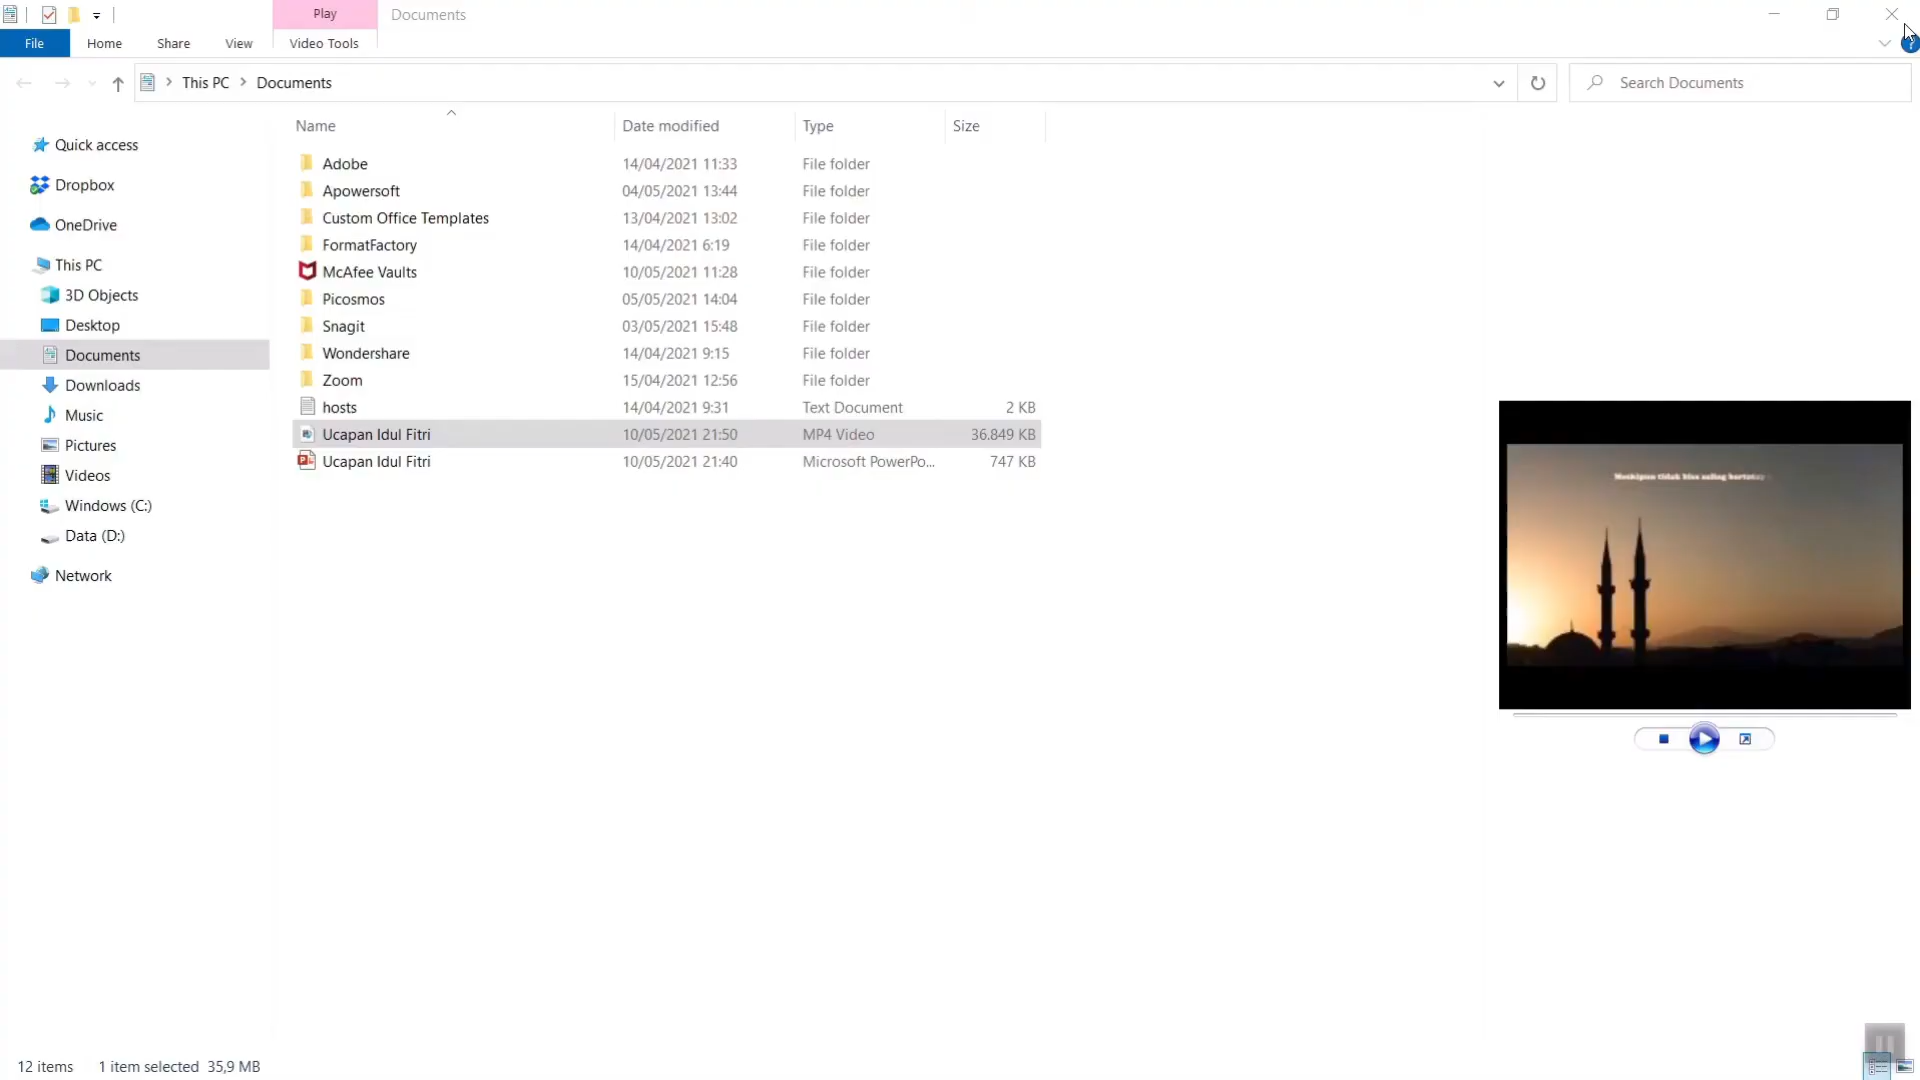 Play
Documents
File
Home
Share
View
Video Tools
?
This PC
Documents
Search Documents
Name
Date modified
Type
Size
Quick access
Dropbox
OneDrive
This PC
3D Objects
Desktop
Documents
Downloads
Music
Pictures
Videos
Windows (C:)
Data (D:)
Network
Adobe 14/04/2021 11:33 File folder
Apowersoft 04/05/2021 13:44 File folder
Custom Office Templates 13/04/2021 13:02 File folder
FormatFactory 14/04/2021 6:19 File folder
McAfee Vaults 10/05/2021 11:28 File folder
Picosmos 05/05/2021 14:04 File folder
Snagit 03/05/2021 15:48 File folder
Wondershare 14/04/2021 9:15 File folder
Zoom 15/04/2021 12:56 File folder
hosts 14/04/2021 9:31 Text Document 2 KB
Ucapan Idul Fitri 10/05/2021 21:50 MP4 Video 36.849 KB
Ucapan Idul Fitri 10/05/2021 21:40 Microsoft PowerPo... 747 KB
Meskipun tidak bisa saling
12 items 1 item selected 35,9 MB